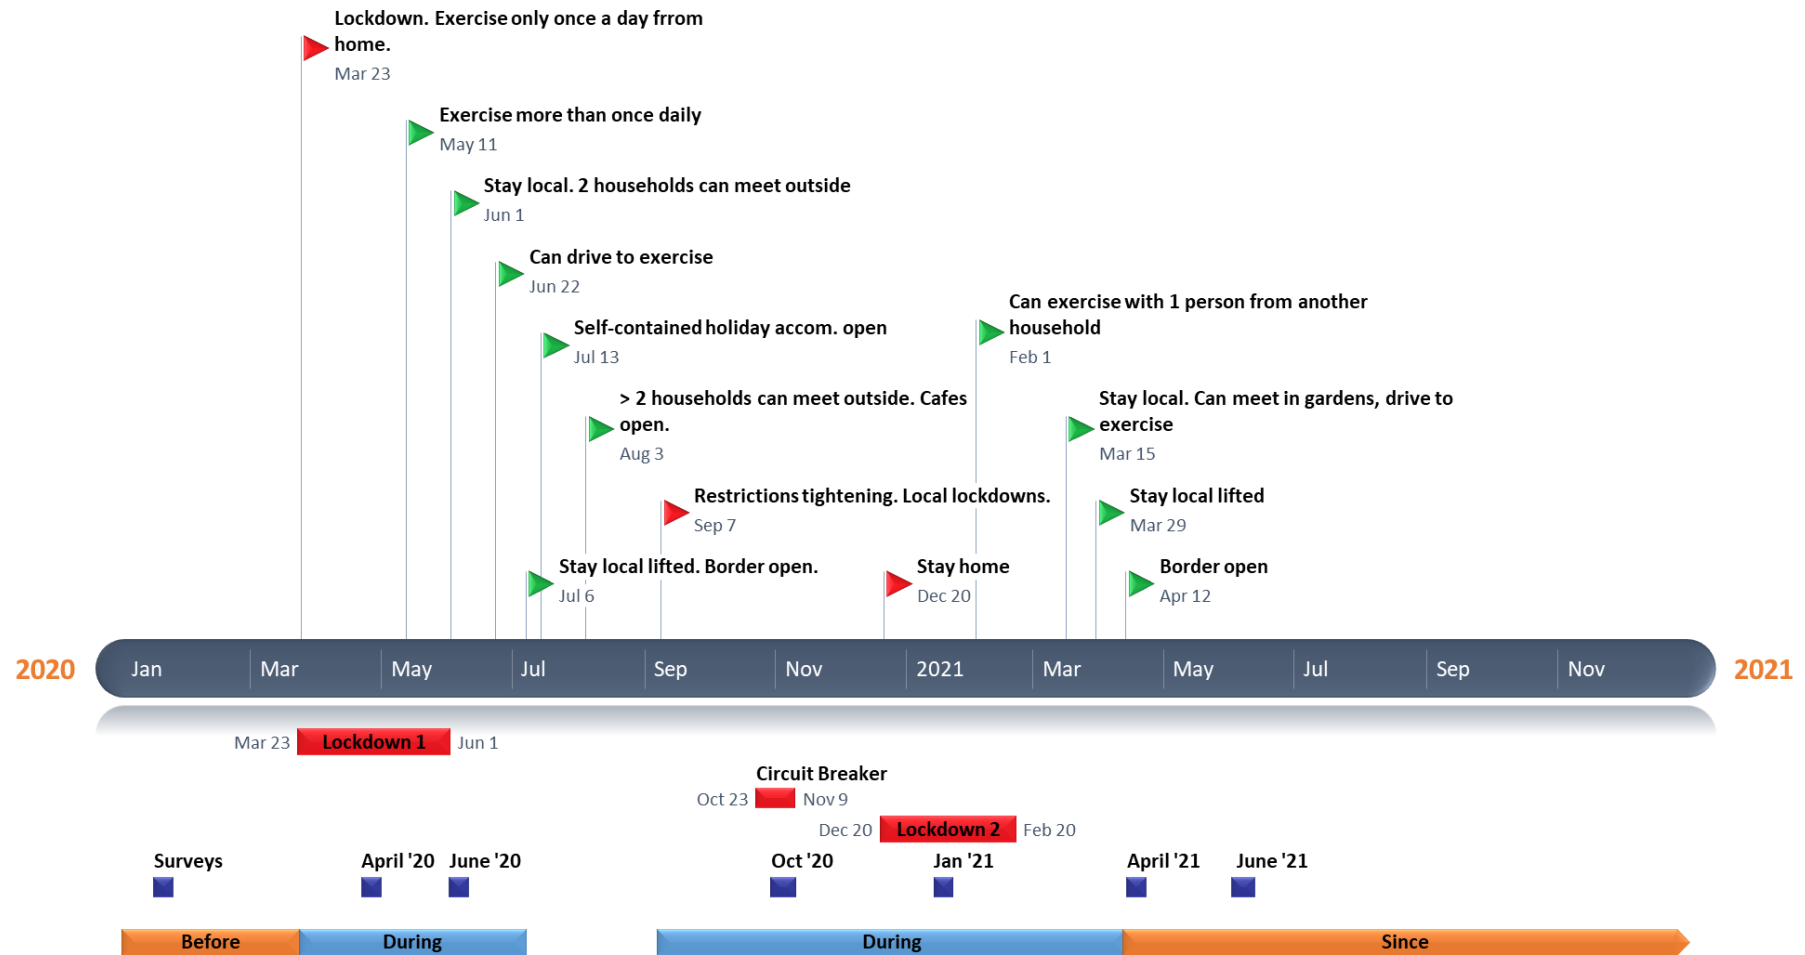 Lockdown. Exercise only once a day frrom
home.
Mar 23
Exercise more than once daily
May 11
Stay local. 2 households can meet outside
Jun 1
Can drive to exercise
Jun 22
Can exercise with 1 person from another
household
Feb 1
Self-contained holiday accom. open
Jul 13
> 2 households can meet outside. Cafes
open.
Aug 3
Stay local. Can meet in gardens, drive to
exercise
Mar 15
Restrictions tightening. Local lockdowns.
Sep 7
Stay local lifted
Mar 29
Stay local lifted. Border open.
Jul 6
Stay home
Dec 20
Border open
Apr 12
2020 Jan Mar May Jul Sep Nov 2021 Mar May Jul Sep Nov 2021
Mar 23 Lockdown 1 Jun 1
Circuit Breaker
Oct 23 Nov 9
Dec 20 Lockdown 2 Feb 20
Surveys April '20 June '20 Oct '20 Jan '21 April '21 June '21
Before During During Since